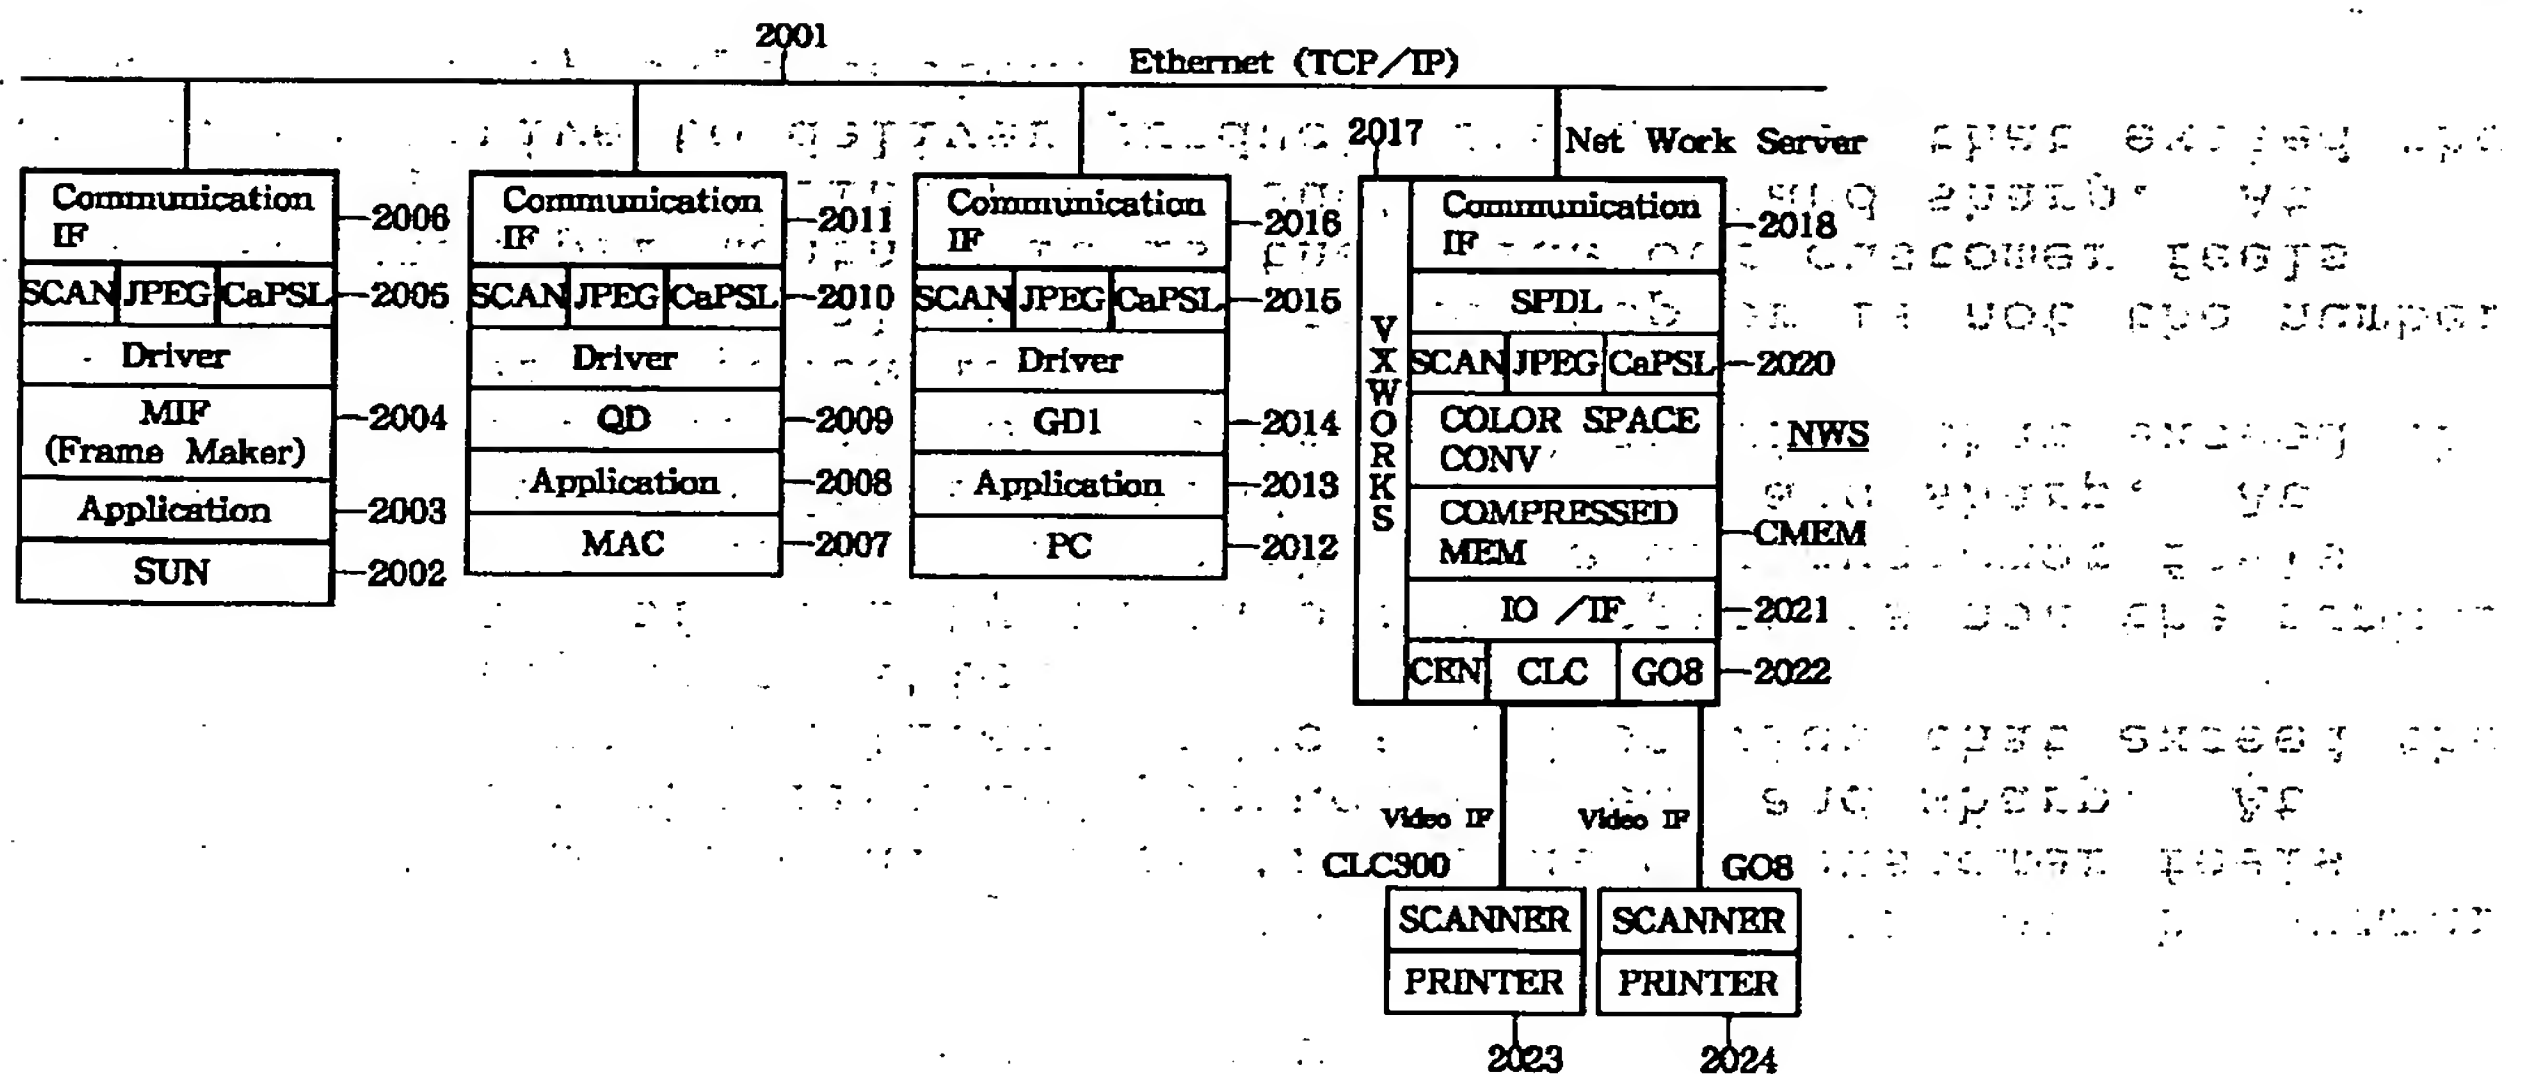 2001
Ethernet (TCP/IP)
Communication
IF
2006
SCAN JPEG CaPSL
2005
Driver
MIF
(Frame Maker)
2004
Application
2003
SUN
2002
Communication
IF
2011
SCAN JPEG CaPSL
2010
Driver
QD
2009
Application
2008
MAC
2007
Communication
IF
2016
SCAN JPEG CaPSL
2015
Driver
GD1
2014
Application
2013
PC
2012
2017
Net Work Server
VXWORKS
Communication
IF
2018
SPDL
SCAN JPEG CaPSL
2020
COLOR SPACE
CONV
NWS
COMPRESSED
MEM
CMEM
IO /IF
2021
CEN CLC GO8
2022
Video IF
Video IF
CLC300
GO8
SCANNER
PRINTER
2023
SCANNER
PRINTER
2024